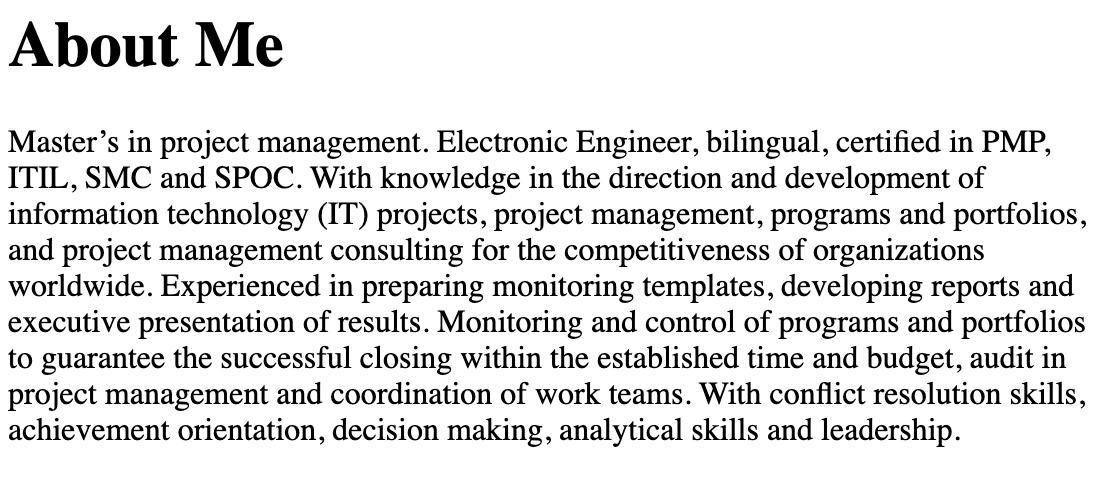 About Me
Master’s in project management. Electronic Engineer, bilingual, certified in PMP,
ITIL, SMC and SPOC. With knowledge in the direction and development of
information technology (IT) projects, project management, programs and portfolios,
and project management consulting for the competitiveness of organizations
worldwide. Experienced in preparing monitoring templates, developing reports and
executive presentation of results. Monitoring and control of programs and portfolios
to guarantee the successful closing within the established time and budget, audit in
project management and coordination of work teams. With conflict resolution skills,
achievement orientation, decision making, analytical skills and leadership.